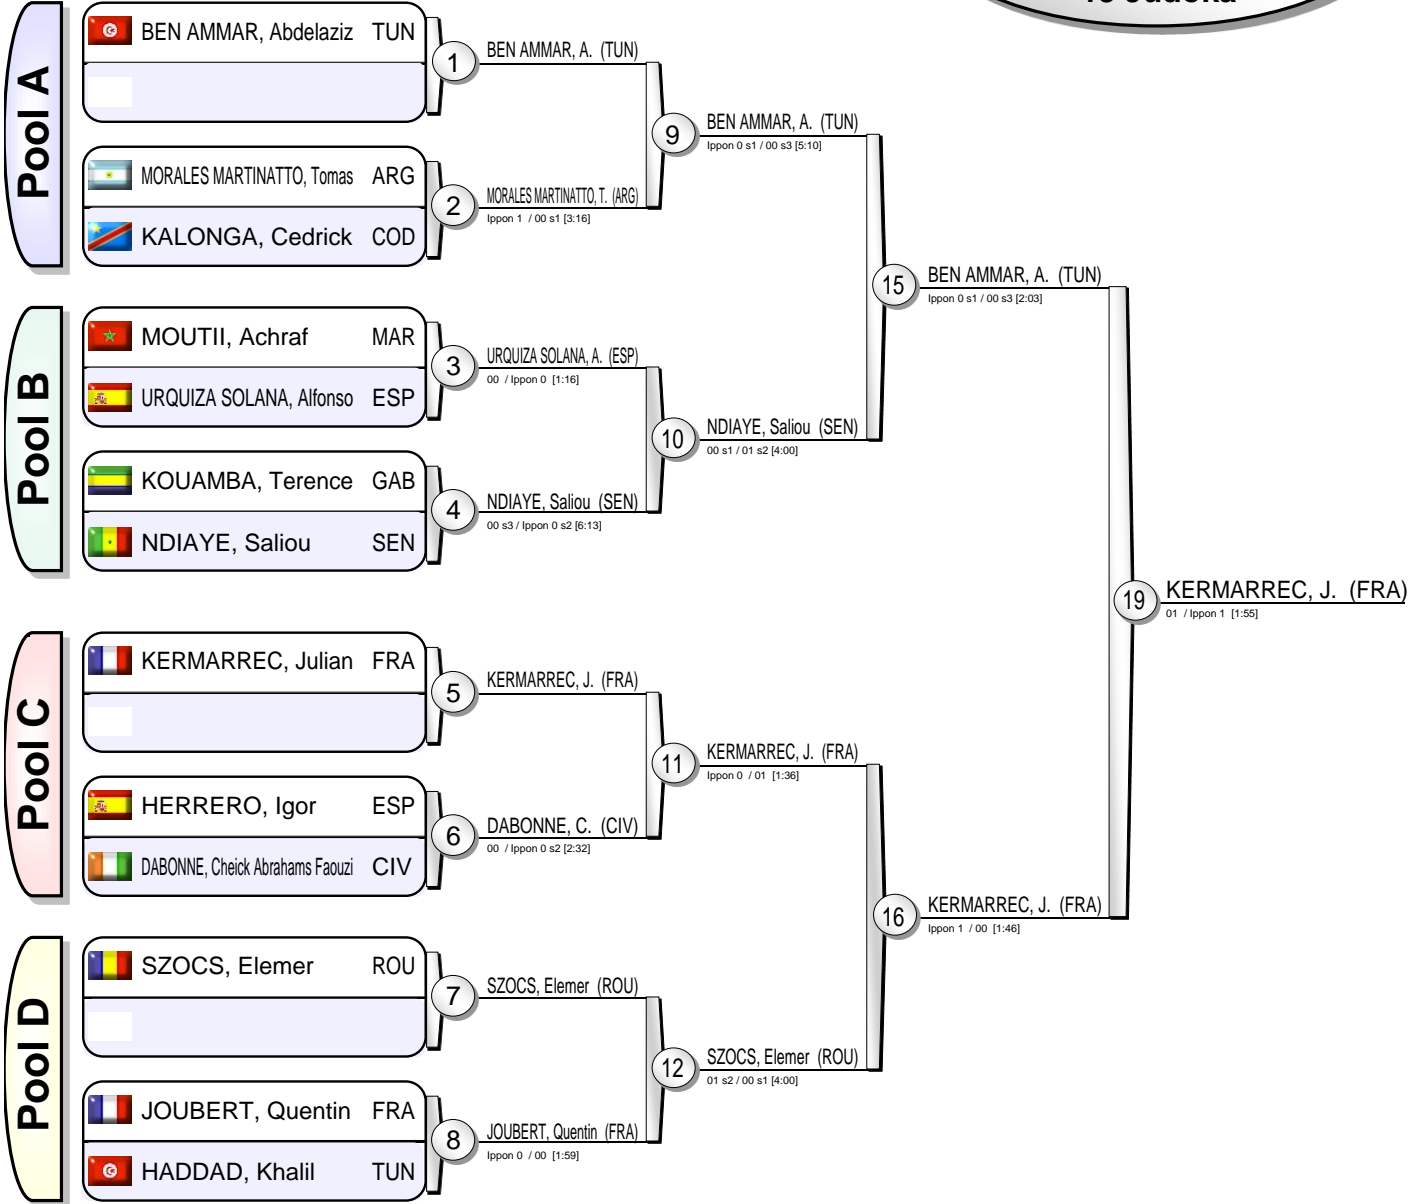 13 Judoka
Pool A
BEN AMMAR, Abdelaziz TUN
MORALES MARTINATTO, Tomas ARG
KALONGA, Cedrick COD
1
BEN AMMAR, A. (TUN)
2
MORALES MARTINATTO, T. (ARG)
Ippon 1 / 00 s1 [3:16]
9
BEN AMMAR, A. (TUN)
Ippon 0 s1 / 00 s3 [5:10]
Pool B
MOUTII, Achraf MAR
URQUIZA SOLANA, Alfonso ESP
KOUAMBA, Terence GAB
NDIAYE, Saliou SEN
3
URQUIZA SOLANA, A. (ESP)
00 / Ippon 0 [1:16]
4
NDIAYE, Saliou (SEN)
00 s3 / Ippon 0 s2 [6:13]
10
NDIAYE, Saliou (SEN)
00 s1 / 01 s2 [4:00]
15
BEN AMMAR, A. (TUN)
Ippon 0 s1 / 00 s3 [2:03]
Pool C
KERMARREC, Julian FRA
HERRERO, Igor ESP
DABONNE, Cheick Abrahams Faouzi CIV
5
KERMARREC, J. (FRA)
6
DABONNE, C. (CIV)
00 / Ippon 0 s2 [2:32]
11
KERMARREC, J. (FRA)
Ippon 0 / 01 [1:36]
Pool D
SZOCS, Elemer ROU
JOUBERT, Quentin FRA
HADDAD, Khalil TUN
7
SZOCS, Elemer (ROU)
8
JOUBERT, Quentin (FRA)
Ippon 0 / 00 [1:59]
12
SZOCS, Elemer (ROU)
01 s2 / 00 s1 [4:00]
16
KERMARREC, J. (FRA)
Ippon 1 / 00 [1:46]
19
KERMARREC, J. (FRA)
01 / Ippon 1 [1:55]